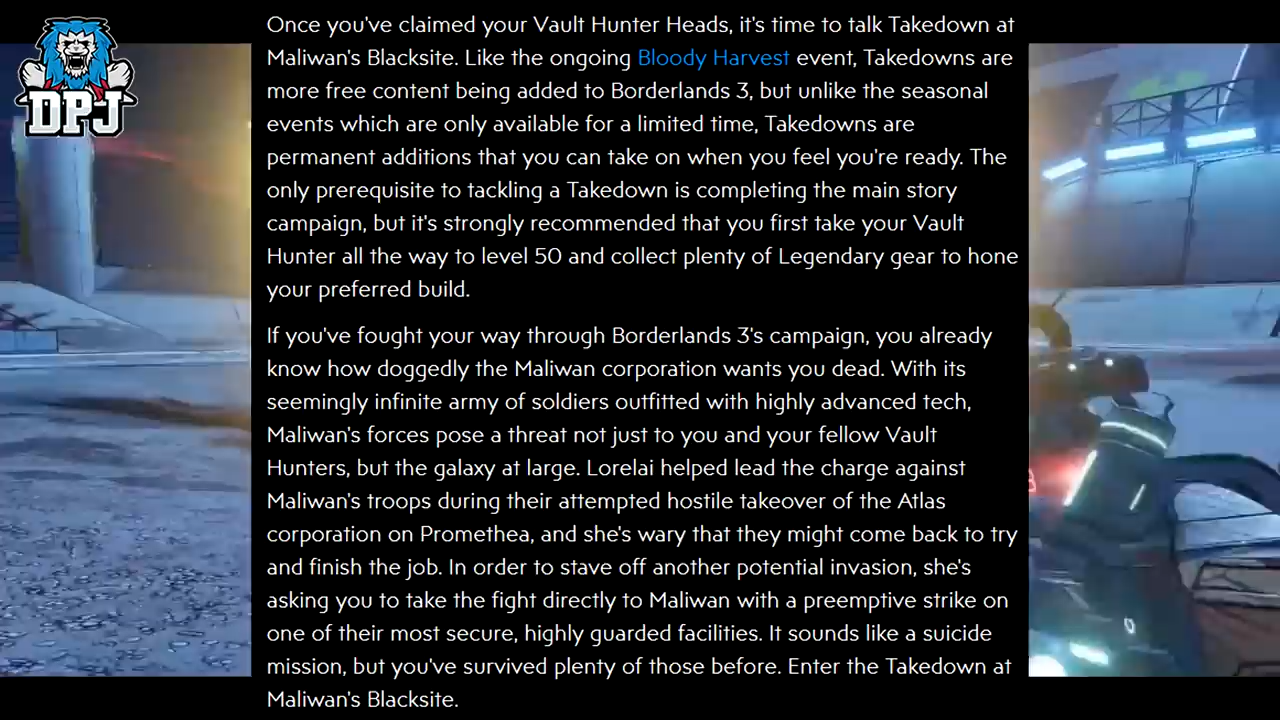 DPJ
Once you've claimed your Vault Hunter Heads, it's time to talk Takedown at
Maliwan's Blacksite. Like the ongoing Bloody Harvest event, Takedowns are
more free content being added to Borderlands 3, but unlike the seasonal
events which are only available for a limited time, Takedowns are
permanent additions that you can take on when you feel you're ready. The
only prerequisite to tackling a Takedown is completing the main story
campaign, but it's strongly recommended that you first take your Vault
Hunter all the way to level 50 and collect plenty of Legendary gear to hone
your preferred build.
If you've fought your way through Borderlands 3's campaign, you already
know how doggedly the Maliwan corporation wants you dead. With its
seemingly infinite army of soldiers outfitted with highly advanced tech,
Maliwan's forces pose a threat not just to you and your fellow Vault
Hunters, but the galaxy at large. Lorelai helped lead the charge against
Maliwan's troops during their attempted hostile takeover of the Atlas
corporation on Promethea, and she's wary that they might come back to try
and finish the job. In order to stave off another potential invasion, she's
asking you to take the fight directly to Maliwan with a preemptive strike on
one of their most secure, highly guarded facilities. It sounds like a suicide
mission, but you've survived plenty of those before. Enter the Takedown at
Maliwan's Blacksite.